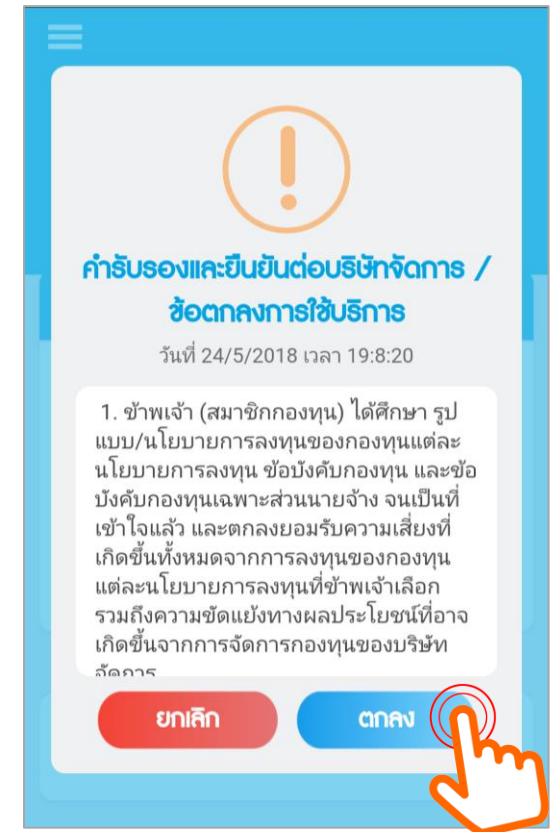 คำรับรองและยืนยันต่อบริษัทจัดการ /
ข้อตกลงการใช้บริการ
วันที่ 24/5/2018 เวลา 19:8:20
1. ข้าพเจ้า (สมาชิกกองทุน) ได้ศึกษา รูป
แบบ/นโยบายการลงทุนของกองทุนแต่ละ
นโยบายการลงทุน ข้อบังคับกองทุน และข้อ
บังคับกองทุนเฉพาะส่วนนายจ้าง จนเป็นที่
เข้าใจแล้ว และตกลงยอมรับความเสี่ยงที่
เกิดขึ้นทั้งหมดจากการลงทุนของกองทุน
แต่ละนโยบายการลงทุนที่ข้าพเจ้าเลือก
รวมถึงความขัดแย้งทางผลประโยชน์ที่อาจ
เกิดขึ้นจากการจัดการกองทุนของบริษัท
จัดการ
ยกเลิก ตกลง